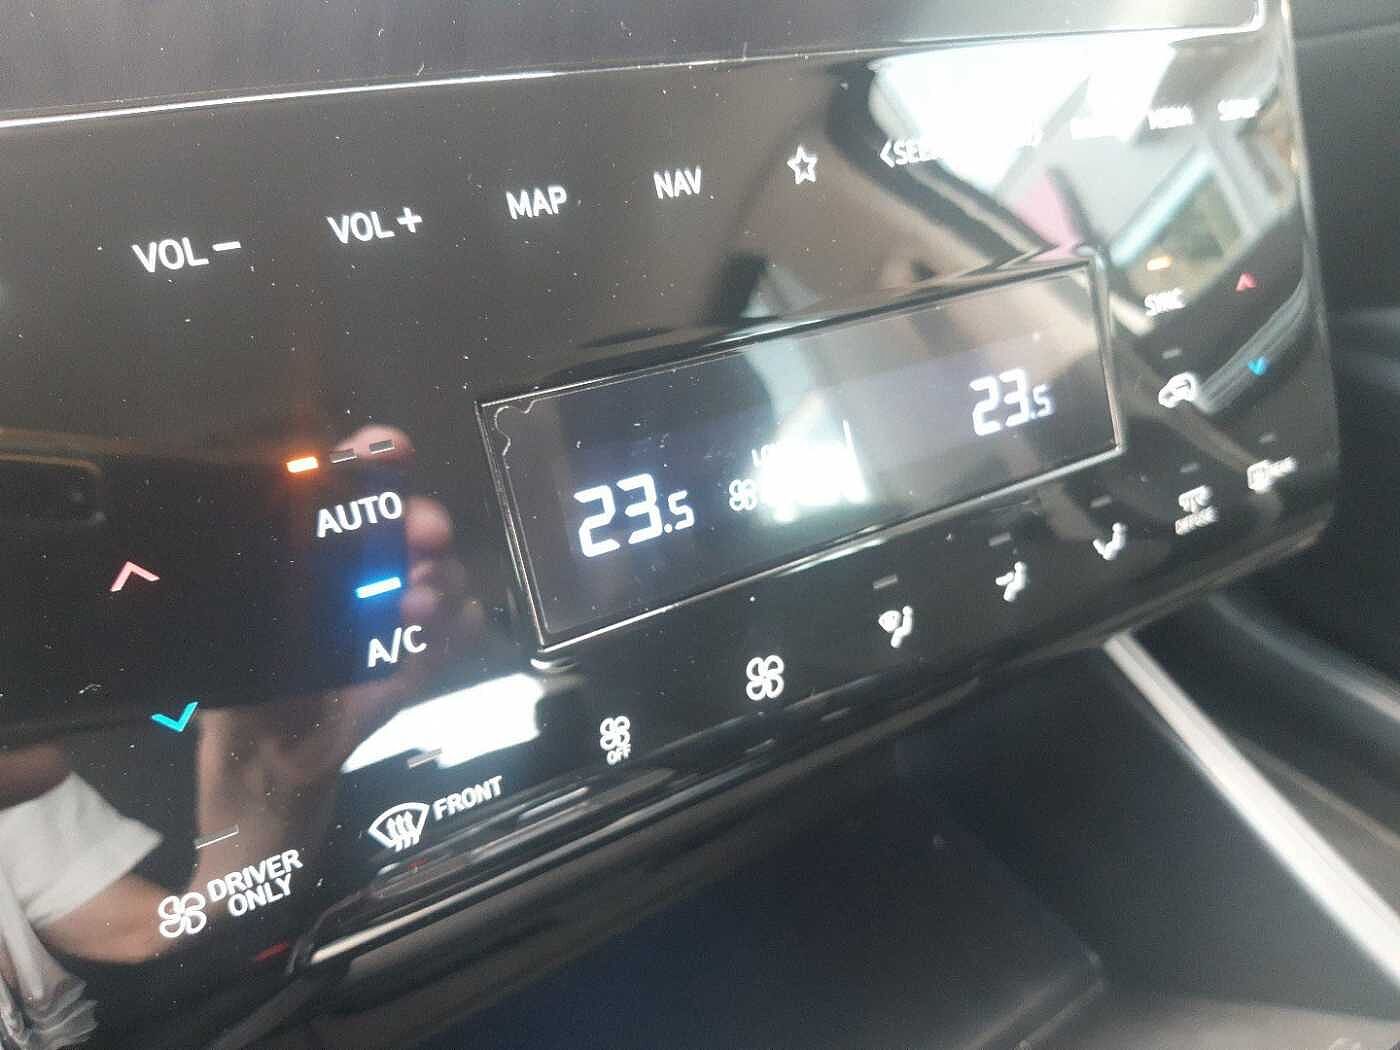 VOL −
VOL +
MAP
NAV
SYNC
AUTO
23.5
23.5
A/C
OFF
FRONT
DRIVER
ONLY